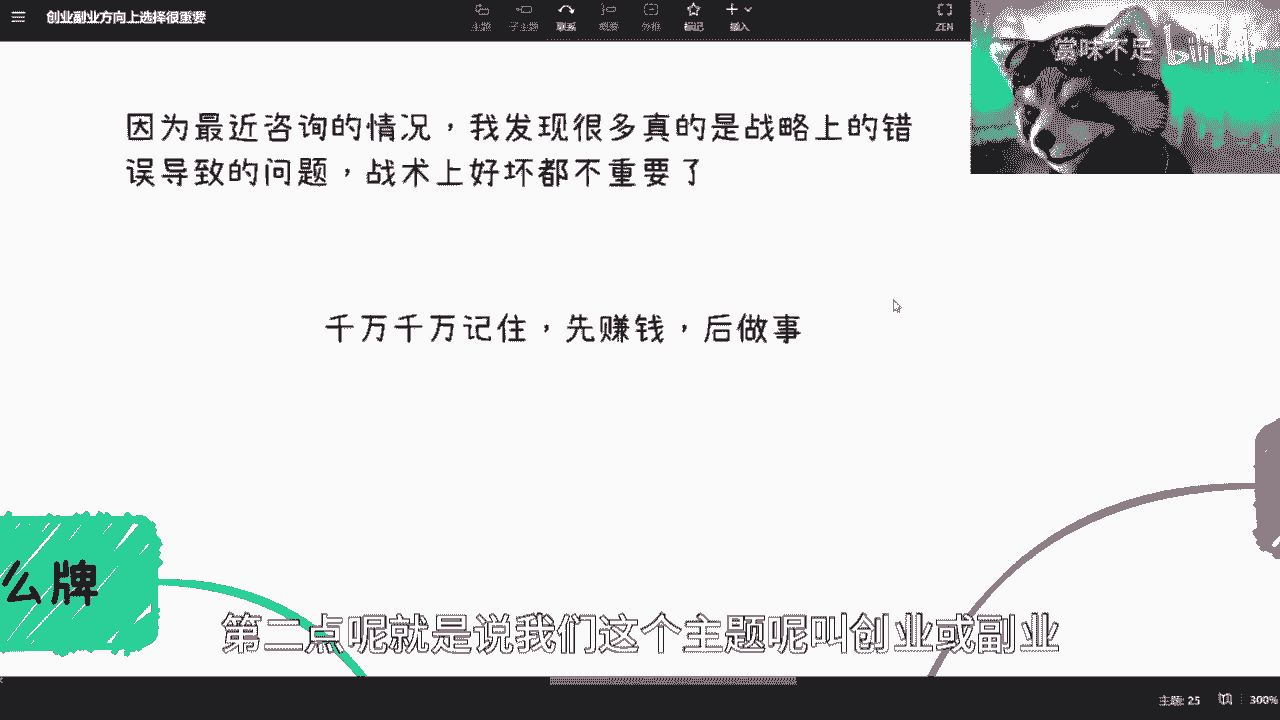 创业副业方向上选择很重要
主题
子主题
联系
概要
外框
标记
插入
ZEN
赏味不足
bilibili
因为最近咨询的情况，我发现很多真的是战略上的错
误导致的问题，战术上好坏都不重要了
千万千万记住，先赚钱，后做事
么牌
第二点呢就是说我们这个主题呢叫创业或副业
主题: 25
300%